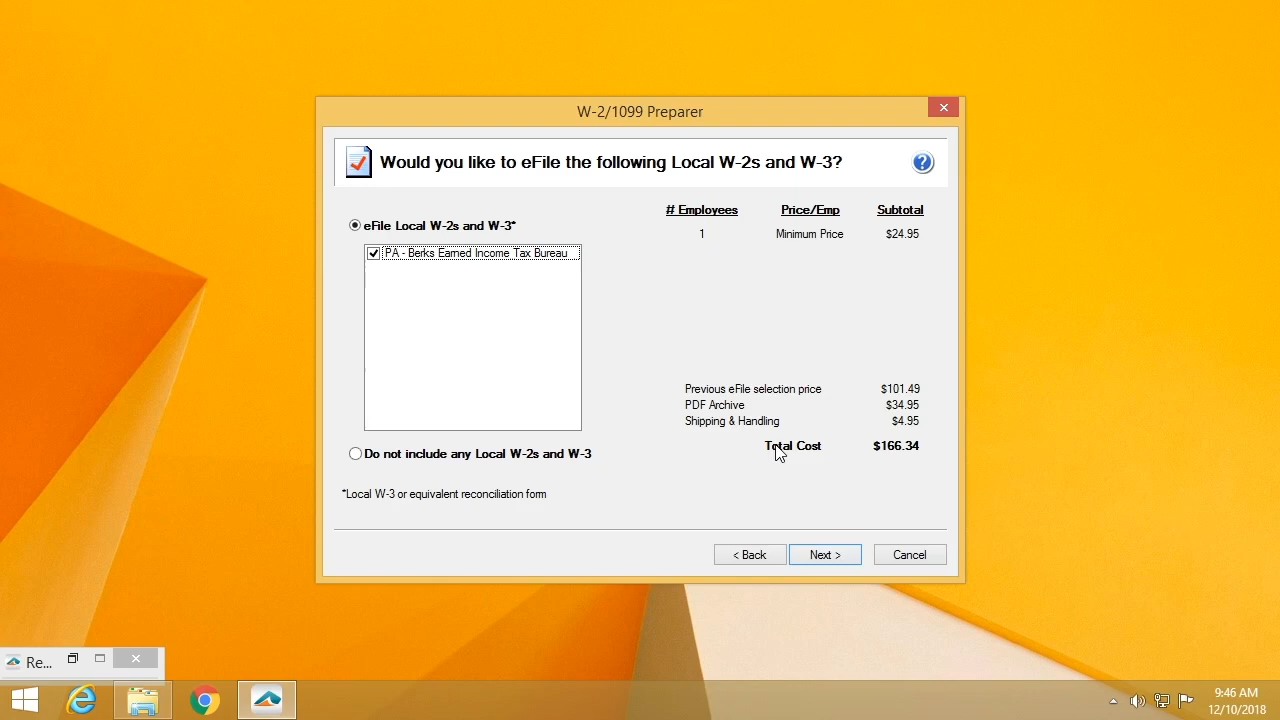 W-2/1099 Preparer
Would you like to eFile the following Local W-2s and W-3?
# Employees Price/Emp Subtotal
eFile Local W-2s and W-3*
1 Minimum Price $24.95
PA - Berks Earned Income Tax Bureau
Previous eFile selection price $101.49
PDF Archive $34.95
Shipping & Handling $4.95
Total Cost $166.34
Do not include any Local W-2s and W-3
*Local W-3 or equivalent reconciliation form
< Back Next > Cancel
Re...
9:46 AM
12/10/2018